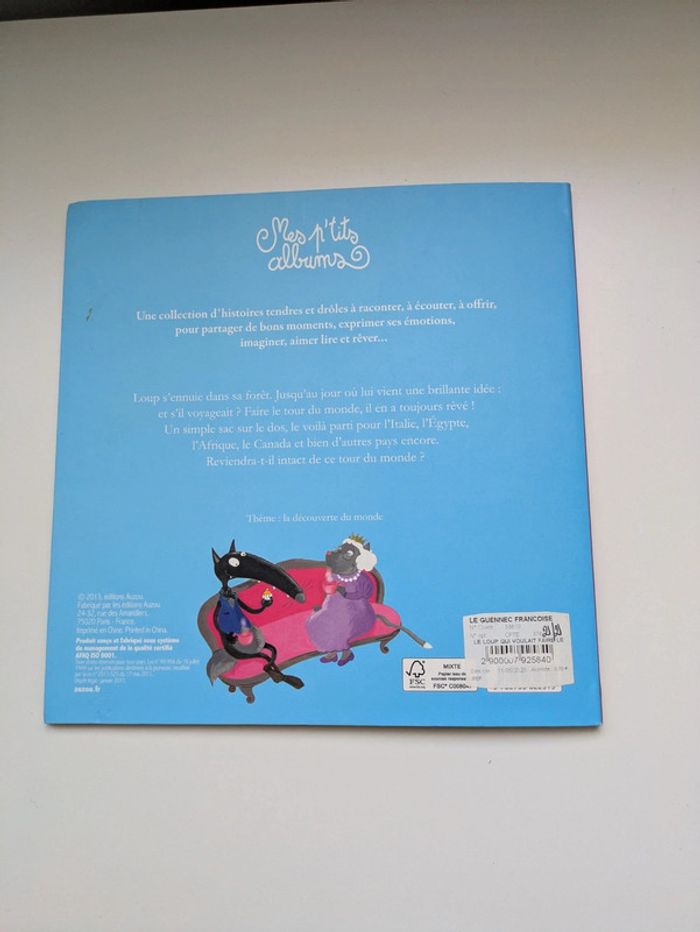 Mes p'tits
albums
Une collection d'histoires tendres et drôles à raconter, à écouter, à offrir,
pour partager de bons moments, exprimer ses émotions,
imaginer, aimer lire et rêver...
Loup s'ennuie dans sa forêt. Jusqu'au jour où lui vient une brillante idée :
et s'il voyageait ? Faire le tour du monde, il en a toujours rêvé !
Un simple sac sur le dos, le voilà parti pour l'Italie, l'Égypte,
l'Afrique, le Canada et bien d'autres pays encore.
Reviendra-t-il intact de ce tour du monde ?
Thème : la découverte du monde
© 2013, éditions Auzou.
Fabriqué par les éditions Auzou
24-32, rue des Amandiers,
75020 Paris - France.
Imprimé en Chine. Printed in China.
Produit conçu et fabriqué sous système
de management de la qualité certifié
AFAQ ISO 9001.
auzou.fr
FSC
MIXTE
FSC® C00804
LE GUENNEC FRANCOISE
LE LOUP QUI VOULAIT FAIRE LE
2 900007 925840